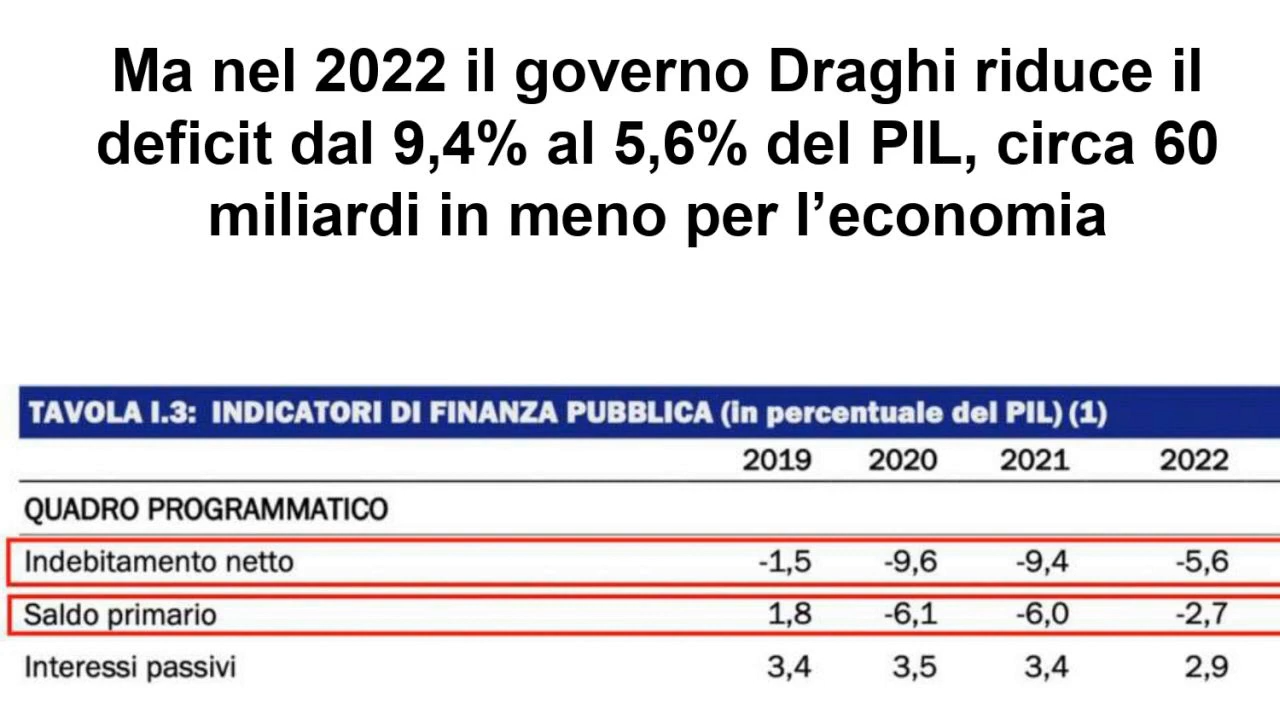 Ma nel 2022 il governo Draghi riduce il
deficit dal 9,4% al 5,6% del PIL, circa 60
miliardi in meno per l’economia
TAVOLA I.3: INDICATORI DI FINANZA PUBBLICA (in percentuale del PIL) (1)
2019 2020 2021 2022
QUADRO PROGRAMMATICO
Indebitamento netto -1,5 -9,6 -9,4 -5,6
Saldo primario 1,8 -6,1 -6,0 -2,7
Interessi passivi 3,4 3,5 3,4 2,9